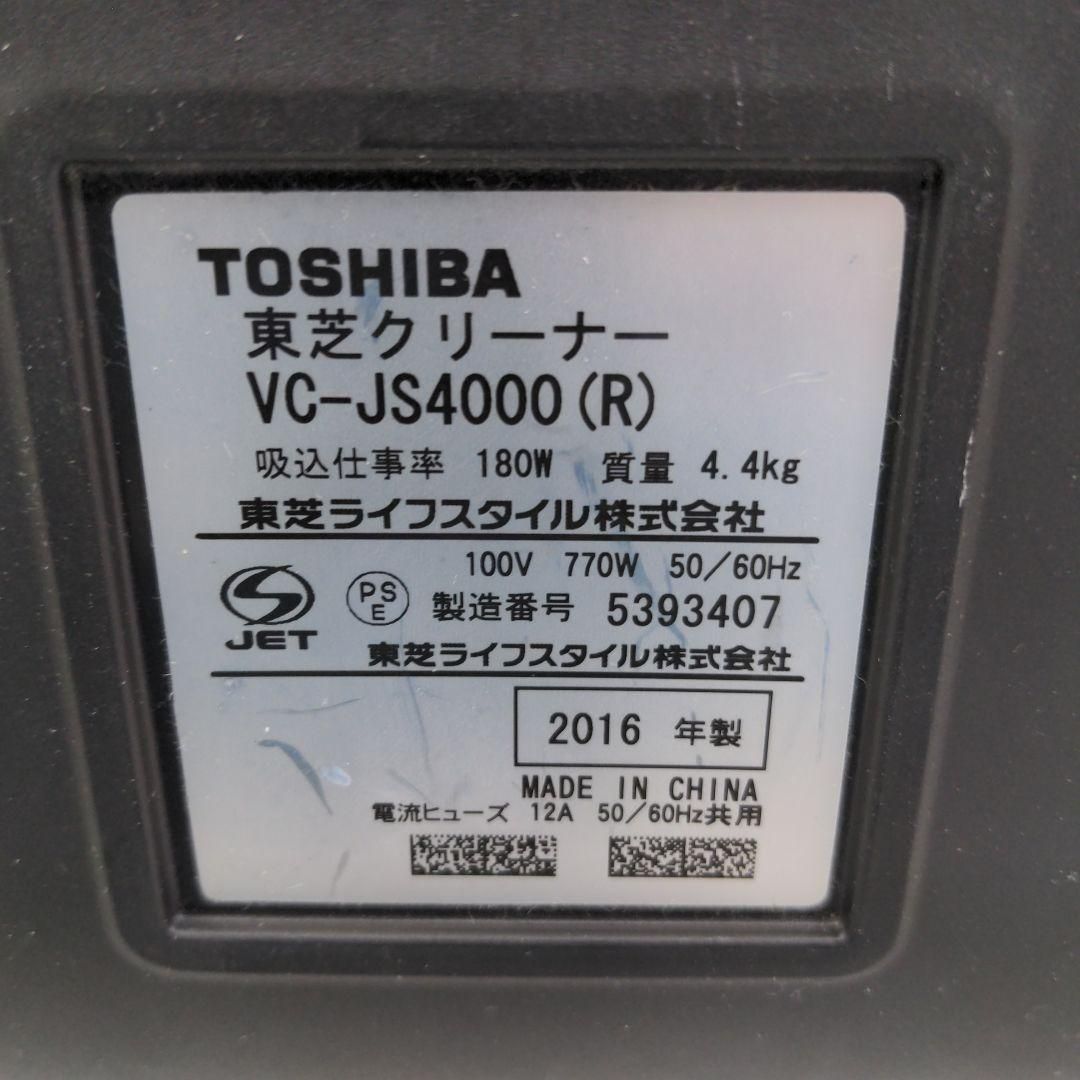 TOSHIBA
東芝クリーナー
VC-JS4000(R)
吸込仕事率 180W 質量 4.4kg
東芝ライフスタイル株式会社
100V 770W 50/60Hz
JET PSE 製造番号 5393407
東芝ライフスタイル株式会社
2016 年製
MADE IN CHINA
電流ヒューズ 12A 50/60Hz共用